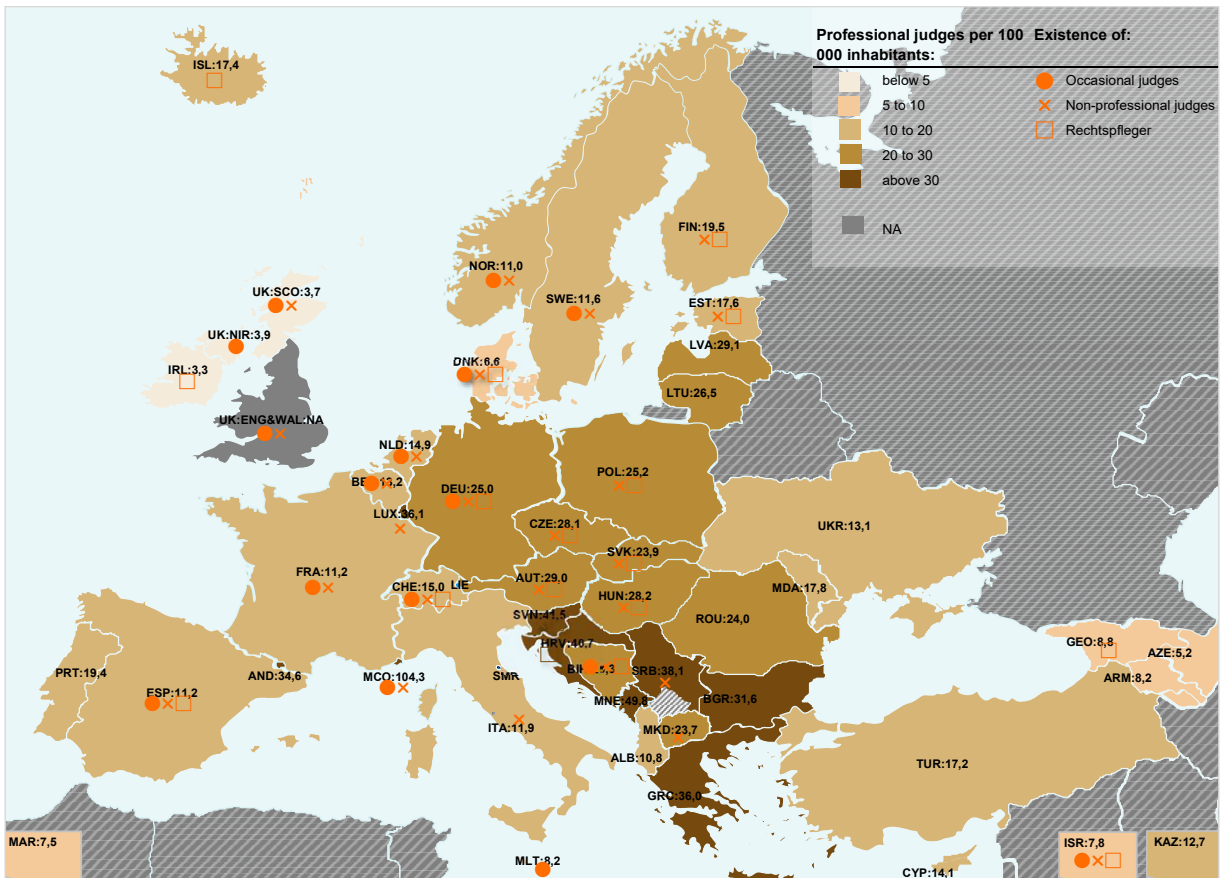 Professional judges per 100 Existence of:
000 inhabitants:
below 5
Occasional judges
5 to 10
Non-professional judges
10 to 20
Rechtspfleger
20 to 30
above 30
NA
ISL:17,4
FIN:19,5
NOR:11,0
UK:SCO:3,7
SWE:11,6
EST:17,6
UK:NIR:3,9
LVA:29,1
DNK:6,6
IRL:3,3
LTU:26,5
UK:ENG&WAL:NA
NLD:14,9
POL:25,2
DEU:25,0
LUX:36,1
CZE:28,1
UKR:13,1
SVK:23,9
FRA:11,2
AUT:29,0
CHE:15,0
LIE
MDA:17,8
HUN:28,2
SVN:41,5
ROU:24,0
HRV:40,7
GEO:8,8
AZE:5,2
PRT:19,4
AND:34,6
MCO:104,3
SMR
SRB:38,1
ARM:8,2
ESP:11,2
BGR:31,6
ITA:11,9
MKD:23,7
ALB:10,8
TUR:17,2
GRC:36,0
MAR:7,5
ISR:7,8
KAZ:12,7
MLT:8,2
CYP:14,1